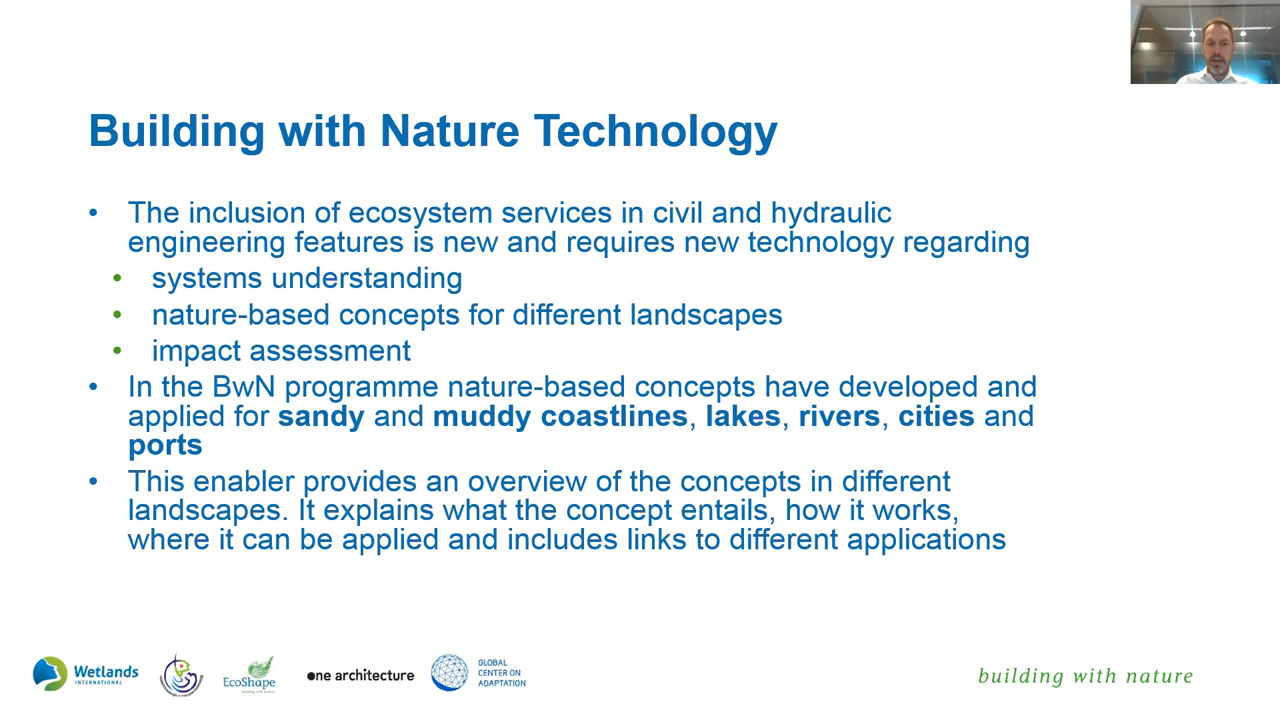 Building with Nature Technology
• The inclusion of ecosystem services in civil and hydraulic
engineering features is new and requires new technology regarding
• systems understanding
• nature-based concepts for different landscapes
• impact assessment
• In the BwN programme nature-based concepts have developed and
applied for sandy and muddy coastlines, lakes, rivers, cities and
ports
• This enabler provides an overview of the concepts in different
landscapes. It explains what the concept entails, how it works,
where it can be applied and includes links to different applications
Wetlands
INTERNATIONAL
EcoShape
building with nature
one architecture
GLOBAL
CENTER ON
ADAPTATION
building with nature